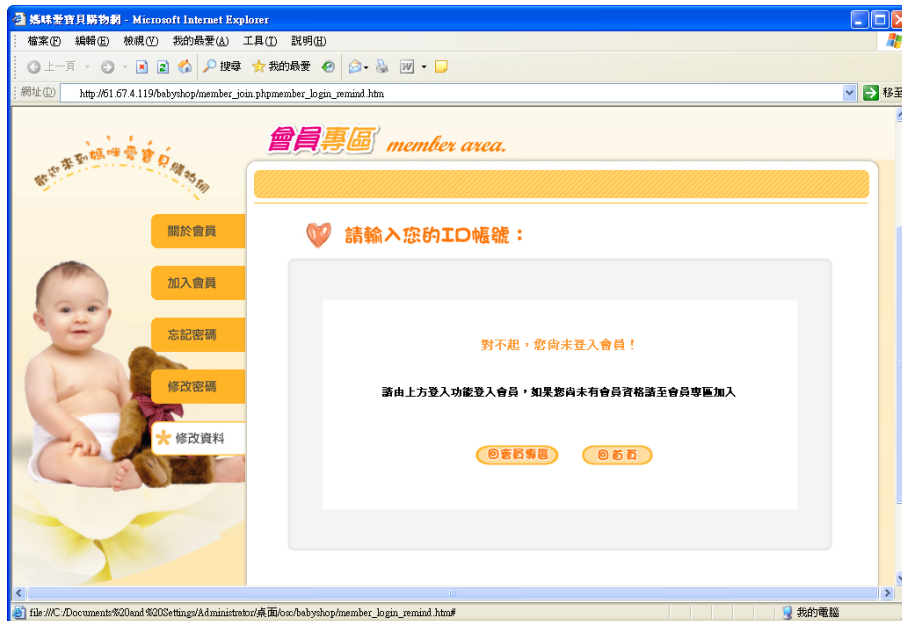 媽咪愛寶貝購物網 - Microsoft Internet Explorer
檔案(F) 編輯(E) 檢視(V) 我的最愛(A) 工具(T) 說明(H)
上一頁 搜尋 我的最愛
網址(D) http://61.67.4.119/babyshop/member_join.phpmember_login_remind.htm 移至
歡迎來到媽咪愛寶貝購物網
會員專區 member area.
關於會員
加入會員
忘記密碼
修改密碼
修改資料
請輸入您的ID帳號：
對不起，您尚未登入會員！
請由上方登入功能登入會員，如果您尚未有會員資格請至會員專區加入
回會員專區 回首頁
file:///C:/Documents%20and%20Settings/Administrator/桌面/osc/babyshop/member_login_remind.htm# 我的電腦